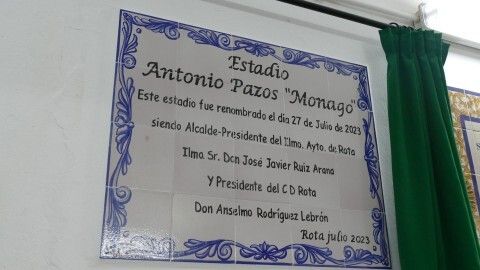 Estadio
Antonio Pazos "Monago"
Este estadio fue renombrado el día 27 de Julio de 2023
siendo Alcalde-Presidente del Ilmo. Ayto. de Rota
Ilmo. Sr. Don José Javier Ruiz Arana
Y Presidente del C D Rota
Don Anselmo Rodríguez Lebrón
Rota julio 2023